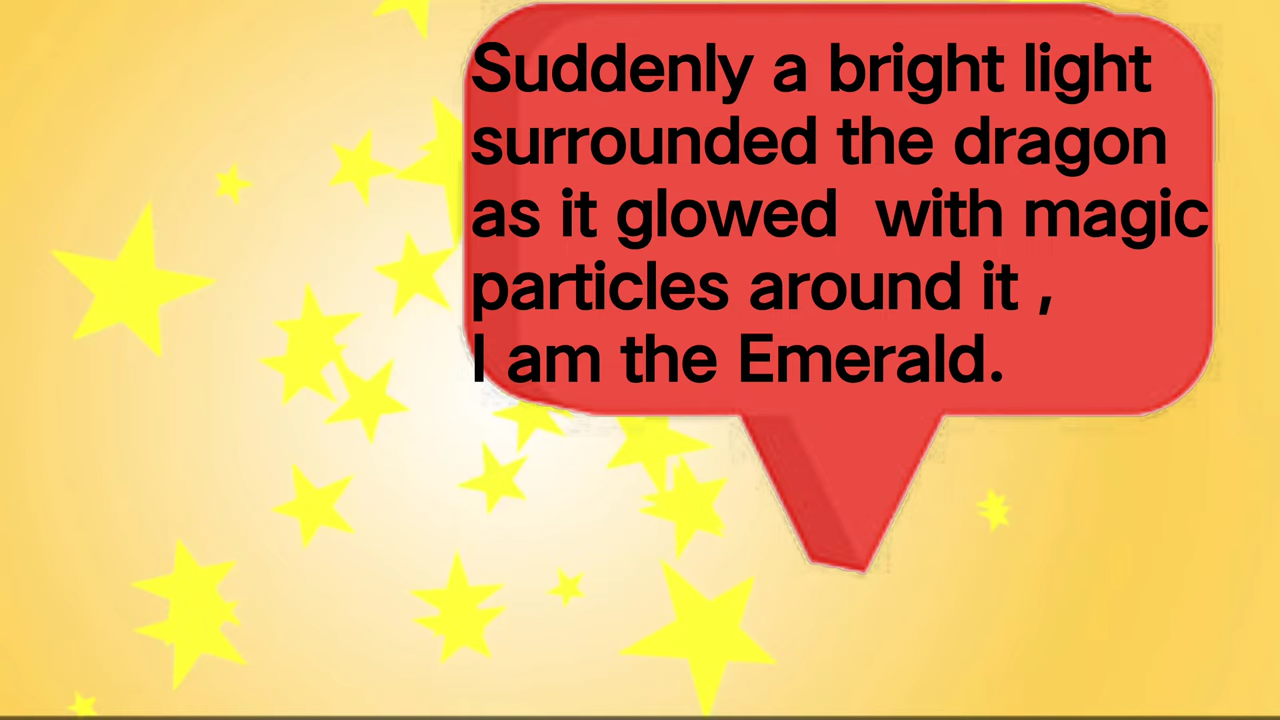 Suddenly a bright light
surrounded the dragon
as it glowed  with magic
particles around it ,
I am the Emerald.